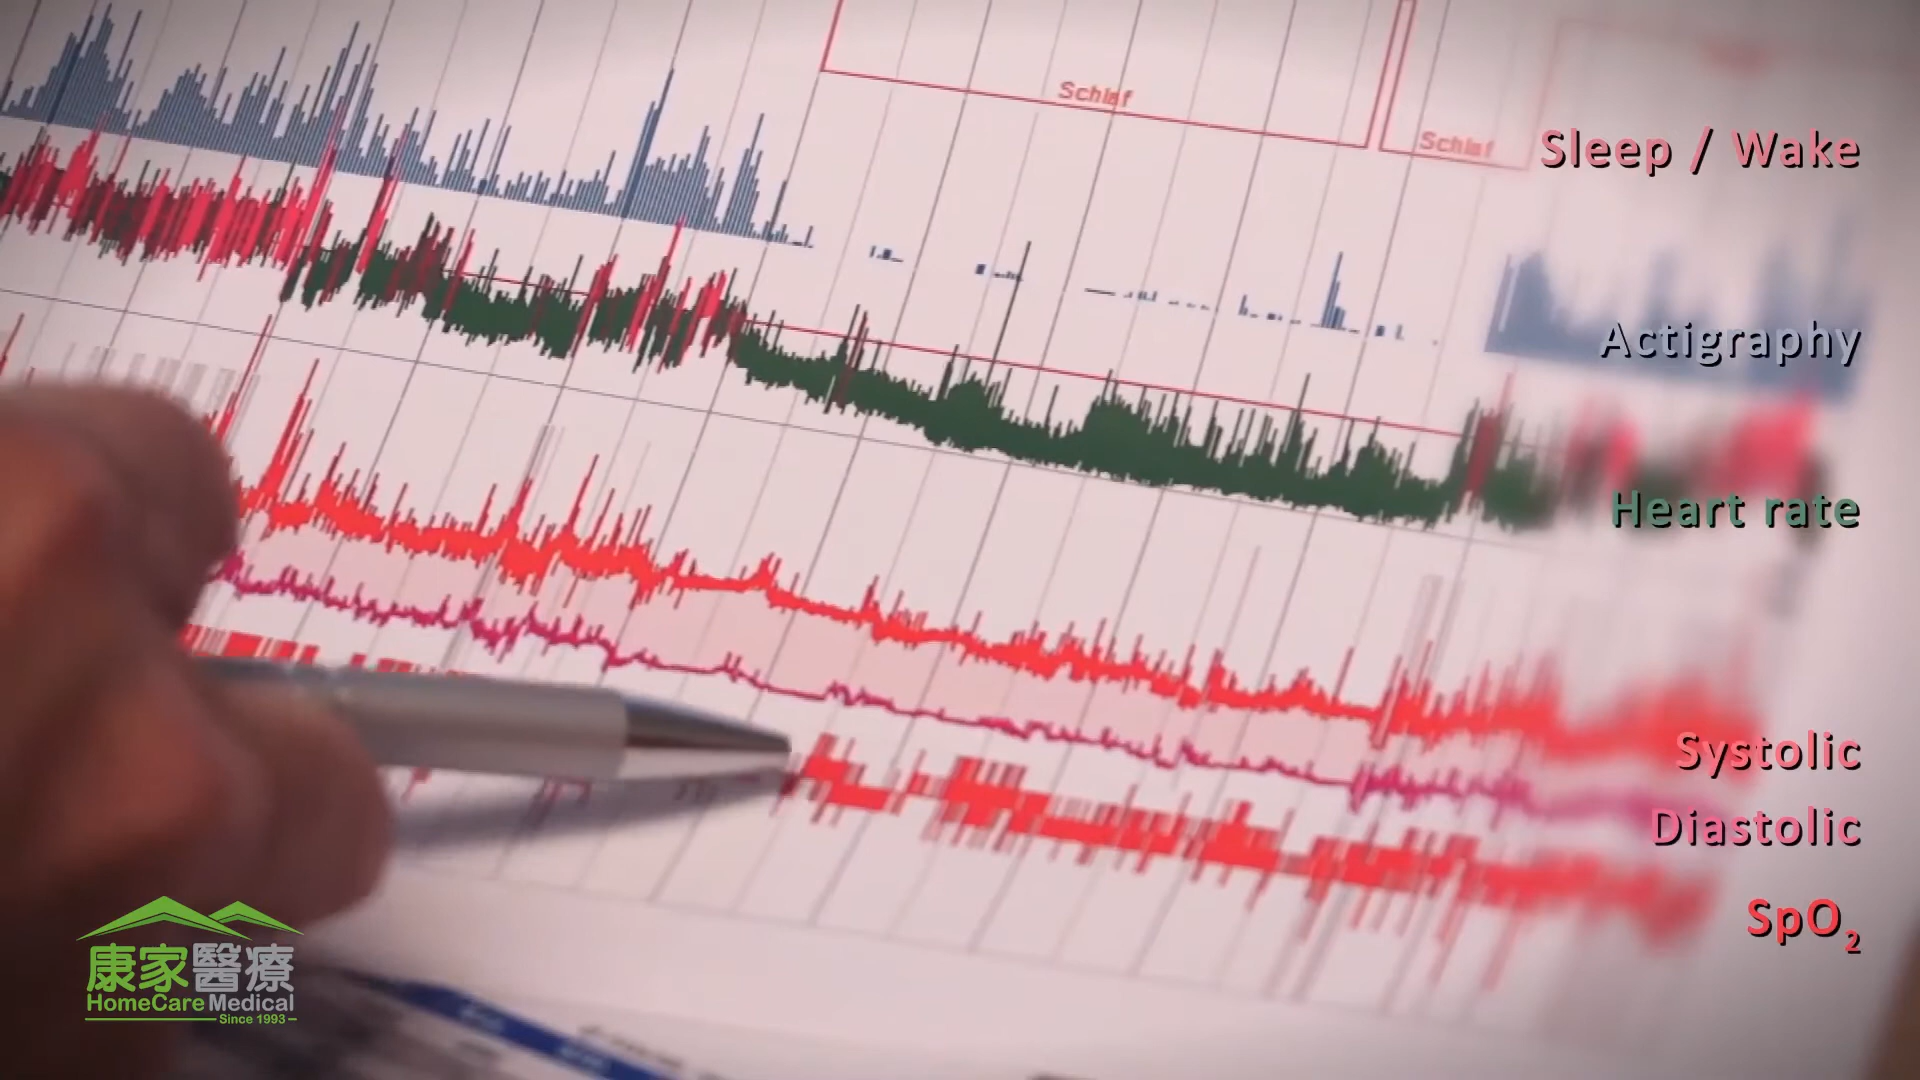 Schlaf
Schlaf
Sleep / Wake
Actigraphy
Heart rate
Systolic
Diastolic
SpO₂
康家醫療
HomeCare Medical
Since 1993